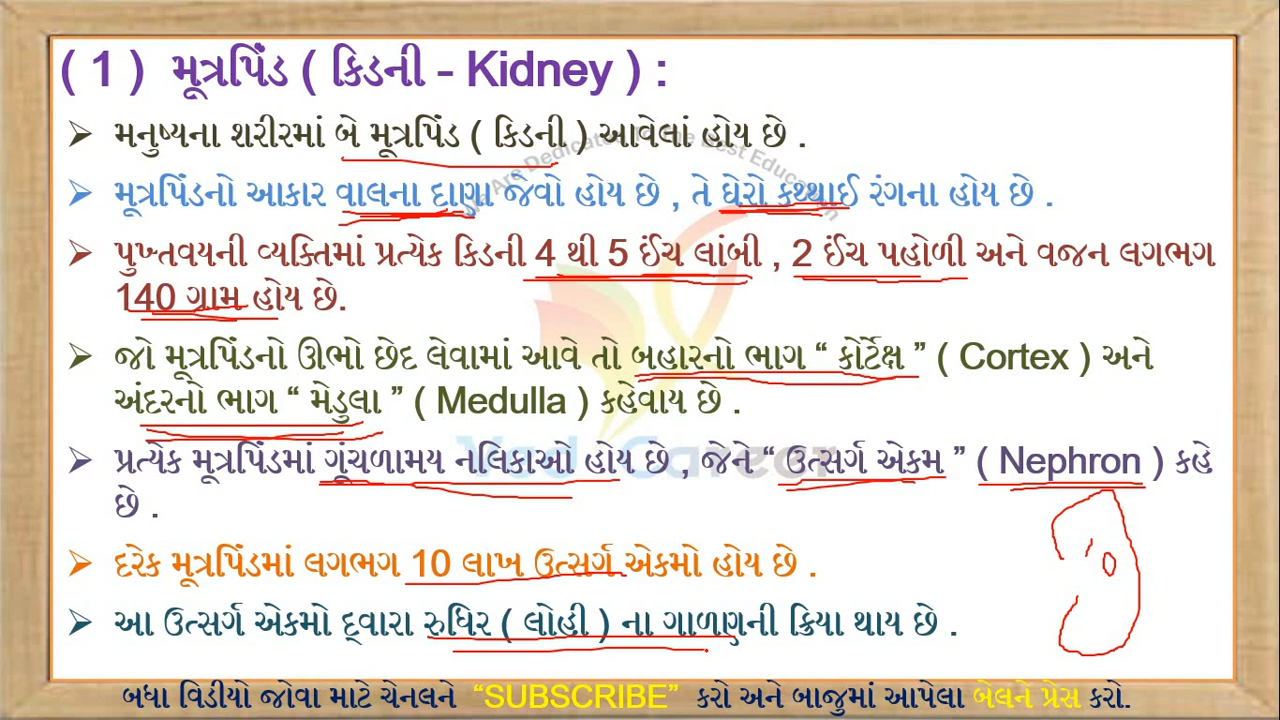 ( 1 ) મૂત્રપિંડ ( કિડની - Kidney ) :
➢ મનુષ્યના શરીરમાં બે મૂત્રપિંડ ( કિડની ) આવેલાં હોય છે .
➢ મૂત્રપિંડનો આકાર વાલના દાણા જેવો હોય છે , તે ઘેરો કથ્થાઈ રંગના હોય છે .
➢ પુખ્તવયની વ્યક્તિમાં પ્રત્યેક કિડની 4 થી 5 ઈંચ લાંબી , 2 ઈંચ પહોળી અને વજન લગભગ
140 ગ્રામ હોય છે.
➢ જો મૂત્રપિંડનો ઊભો છેદ લેવામાં આવે તો બહારનો ભાગ “ કોર્ટેક્ષ ” ( Cortex ) અને
અંદરનો ભાગ “ મેડુલા ” ( Medulla ) કહેવાય છે .
➢ પ્રત્યેક મૂત્રપિંડમાં ગૂંચળામય નલિકાઓ હોય છે , જેને “ ઉત્સર્ગ એકમ ” ( Nephron ) કહે
છે .
➢ દરેક મૂત્રપિંડમાં લગભગ 10 લાખ ઉત્સર્ગ એકમો હોય છે .
➢ આ ઉત્સર્ગ એકમો દ્વારા રુધિર ( લોહી ) ના ગાળણની ક્રિયા થાય છે .
બધા વિડીયો જોવા માટે ચેનલને “SUBSCRIBE” કરો અને બાજુમાં આપેલા બેલને પ્રેસ કરો.